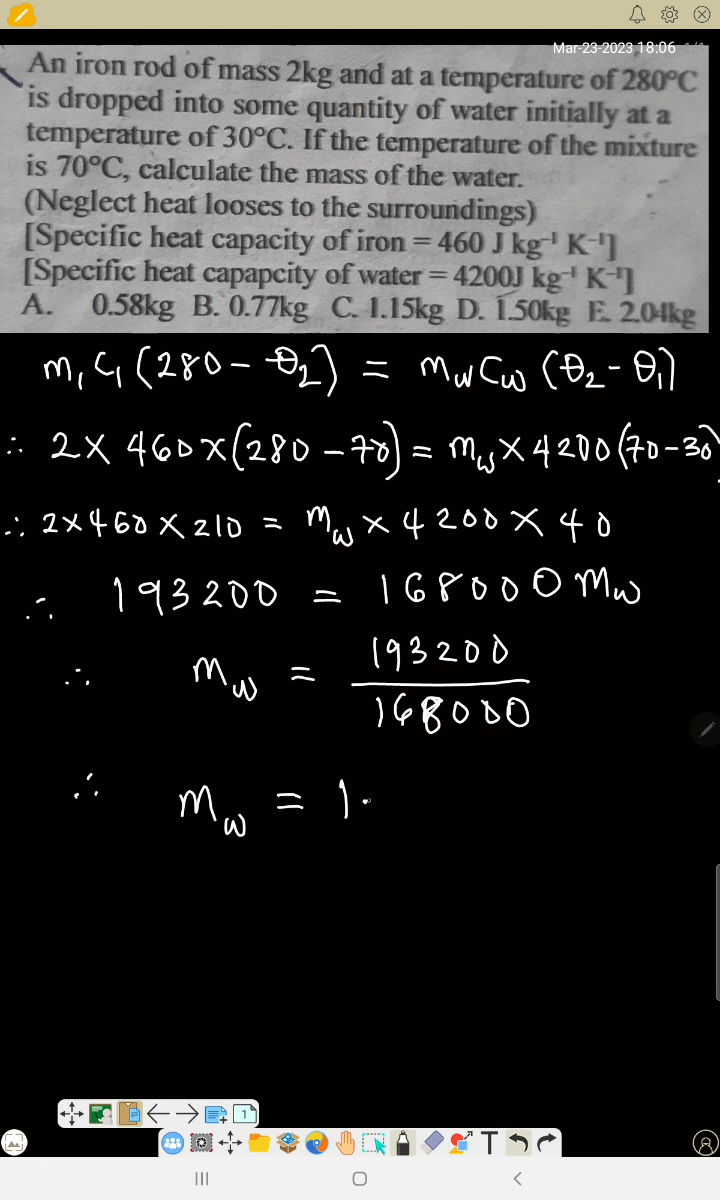 Mar-23-2023 18:06 1/1
An iron rod of mass 2kg and at a temperature of 280°C
is dropped into some quantity of water initially at a
temperature of 30°C. If the temperature of the mixture
is 70°C, calculate the mass of the water.
(Neglect heat looses to the surroundings)
[Specific heat capacity of iron = 460 J kg⁻¹ K⁻¹]
[Specific heat capapcity of water = 4200J kg⁻¹ K⁻¹]
A. 0.58kg B. 0.77kg C. 1.15kg D. 1.50kg E. 2.04kg
m₁ C₁ (280 - θ₂) = m_w C_w (θ₂ - θ₁)
∴ 2 × 460 × (280 - 70) = m_w × 4200 (70 - 30)
∴ 2 × 460 × 210 = m_w × 4200 × 40
∴ 193200 = 168000 m_w
∴ m_w = 193200
168000
∴ m_w = 1.
1
T